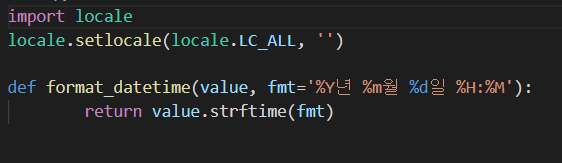 import locale
locale.setlocale(locale.LC_ALL, '')
def format_datetime(value, fmt='%Y년 %m월 %d일 %H:%M'):
return value.strftime(fmt)